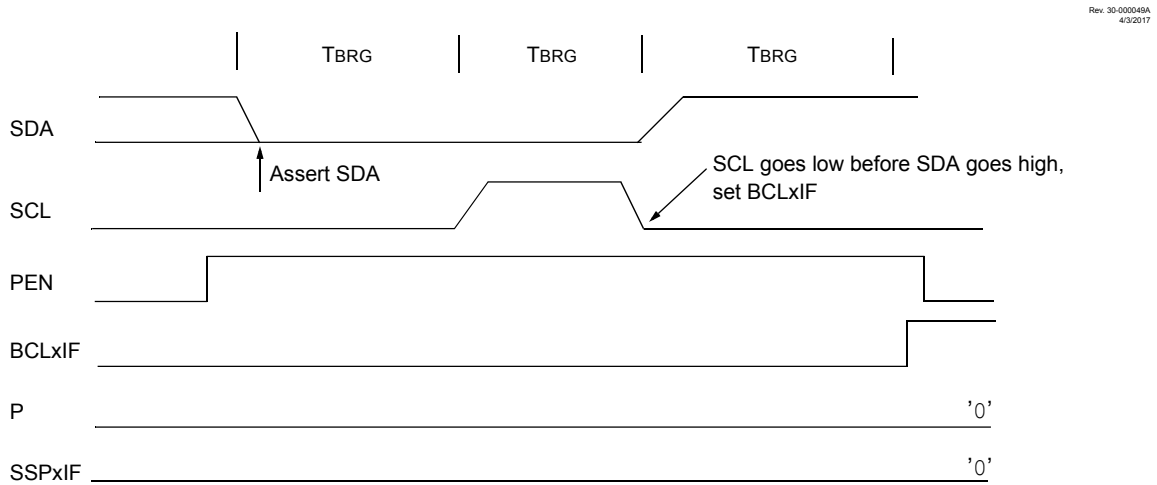 Rev. 30-000049A
4/3/2017
TBRG TBRG TBRG
SDA
Assert SDA
SCL goes low before SDA goes high,
set BCLxIF
SCL
PEN
BCLxIF
P '0'
SSPxIF '0'